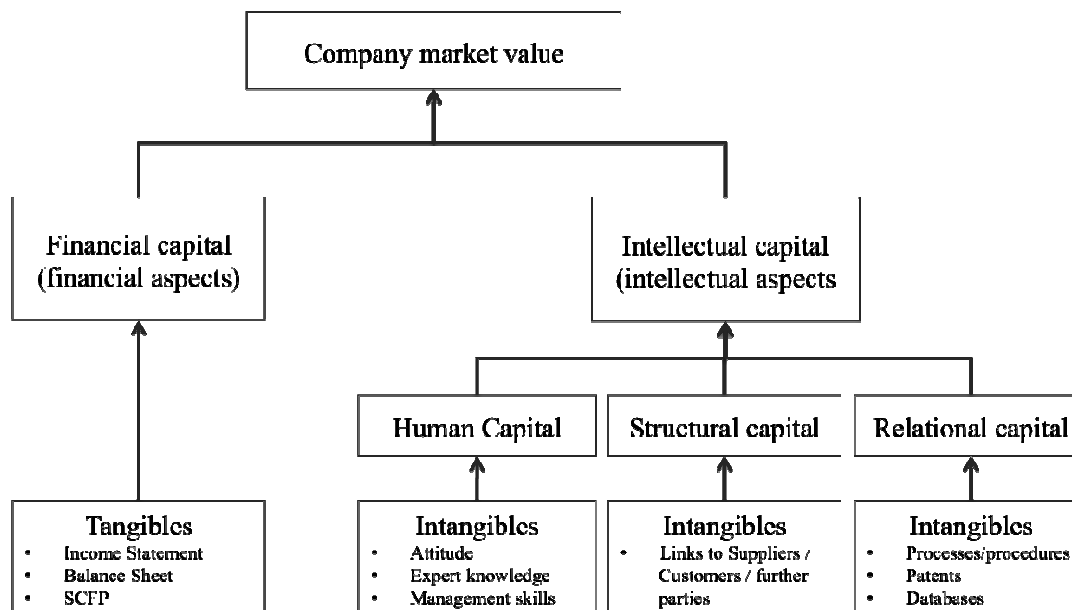 Company market value
Financial capital
(financial aspects)
Intellectual capital
(intellectual aspects
Human Capital
Structural capital
Relational capital
Tangibles
• Income Statement
• Balance Sheet
• SCFP
Intangibles
• Attitude
• Expert knowledge
• Management skills
Intangibles
• Links to Suppliers /
Customers / further
parties
Intangibles
• Processes/procedures
• Patents
• Databases